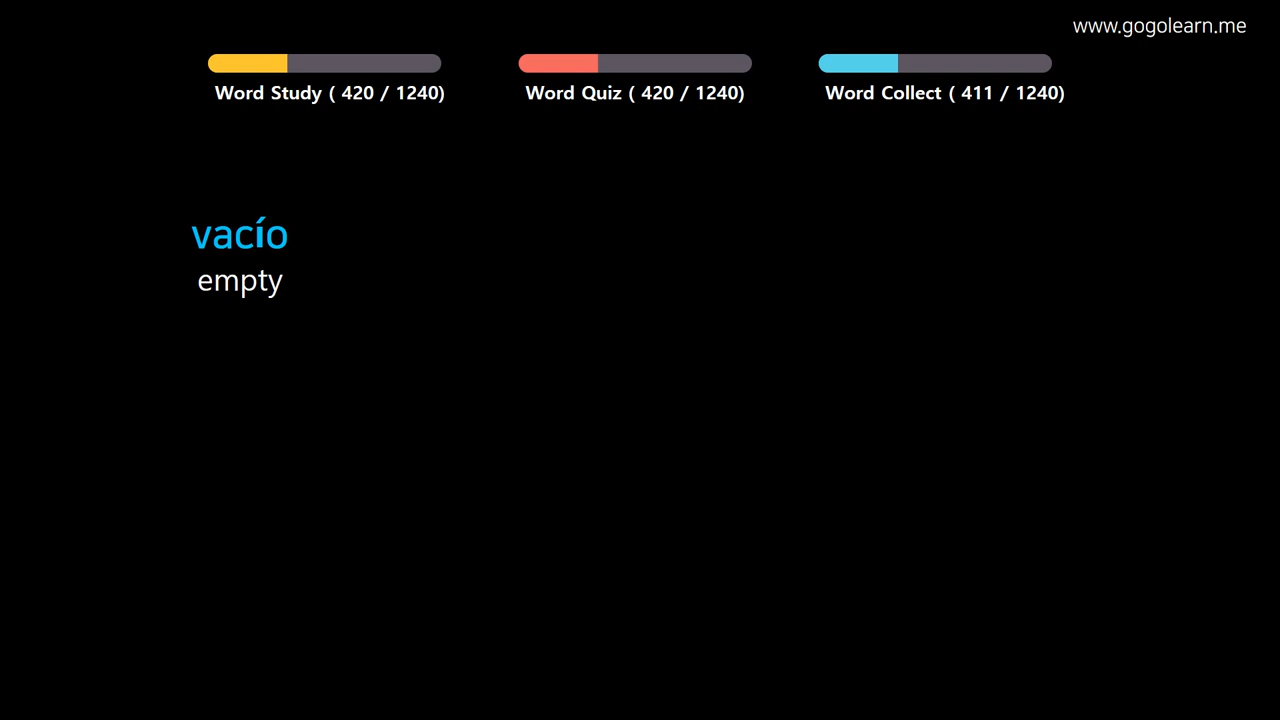 www.gogolearn.me
Word Study ( 420 / 1240)
Word Quiz ( 420 / 1240)
Word Collect ( 411 / 1240)
vacío
empty